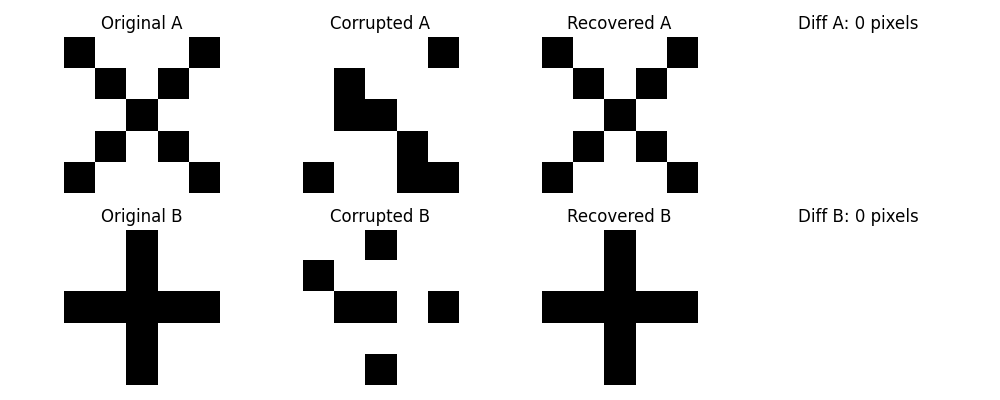 Original A
Corrupted A
Recovered A
Diff A: 0 pixels
Original B
Corrupted B
Recovered B
Diff B: 0 pixels